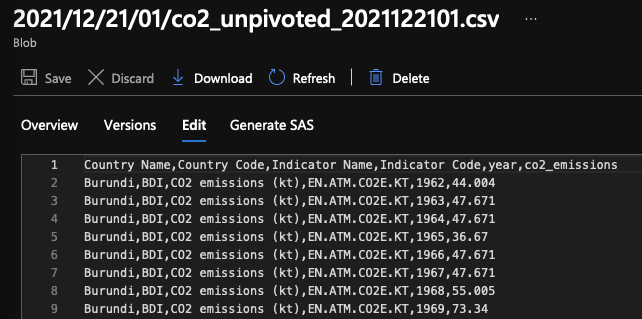 2021/12/21/01/co2_unpivoted_2021122101.csv ...
Blob
Save Discard Download Refresh Delete
Overview Versions Edit Generate SAS
1 Country Name,Country Code,Indicator Name,Indicator Code,year,co2_emissions
2 Burundi,BDI,CO2 emissions (kt),EN.ATM.CO2E.KT,1962,44.004
3 Burundi,BDI,CO2 emissions (kt),EN.ATM.CO2E.KT,1963,47.671
4 Burundi,BDI,CO2 emissions (kt),EN.ATM.CO2E.KT,1964,47.671
5 Burundi,BDI,CO2 emissions (kt),EN.ATM.CO2E.KT,1965,36.67
6 Burundi,BDI,CO2 emissions (kt),EN.ATM.CO2E.KT,1966,47.671
7 Burundi,BDI,CO2 emissions (kt),EN.ATM.CO2E.KT,1967,47.671
8 Burundi,BDI,CO2 emissions (kt),EN.ATM.CO2E.KT,1968,55.005
9 Burundi,BDI,CO2 emissions (kt),EN.ATM.CO2E.KT,1969,73.34